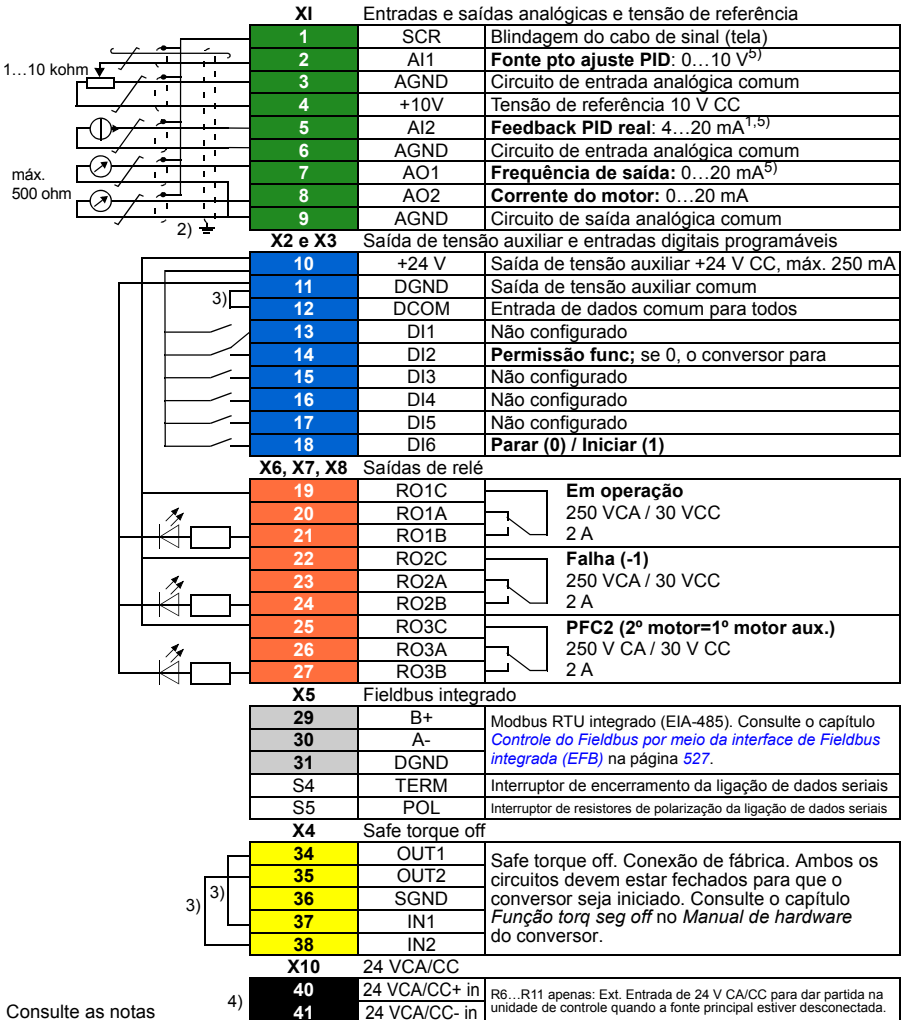 XI Entradas e saídas analógicas e tensão de referência
1 SCR Blindagem do cabo de sinal (tela)
2 AI1 Fonte pto ajuste PID: 0…10 V5)
1…10 kohm
3 AGND Circuito de entrada analógica comum
4 +10V Tensão de referência 10 V CC
5 AI2 Feedback PID real: 4…20 mA1,5)
6 AGND Circuito de entrada analógica comum
7 AO1 Frequência de saída: 0…20 mA5)
máx.
500 ohm
8 AO2 Corrente do motor: 0…20 mA
9 AGND Circuito de saída analógica comum
2)
X2 e X3 Saída de tensão auxiliar e entradas digitais programáveis
10 +24 V Saída de tensão auxiliar +24 V CC, máx. 250 mA
11 DGND Saída de tensão auxiliar comum
3)
12 DCOM Entrada de dados comum para todos
13 DI1 Não configurado
14 DI2 Permissão func; se 0, o conversor para
15 DI3 Não configurado
16 DI4 Não configurado
17 DI5 Não configurado
18 DI6 Parar (0) / Iniciar (1)
X6, X7, X8 Saídas de relé
19 RO1C Em operação
20 RO1A 250 VCA / 30 VCC
21 RO1B 2 A
22 RO2C Falha (-1)
23 RO2A 250 VCA / 30 VCC
24 RO2B 2 A
25 RO3C PFC2 (2º motor=1º motor aux.)
26 RO3A 250 V CA / 30 V CC
27 RO3B 2 A
X5 Fieldbus integrado
29 B+
30 A-
31 DGND
Modbus RTU integrado (EIA-485). Consulte o capítulo
Controle do Fieldbus por meio da interface de Fieldbus
integrada (EFB) na página 527.
S4 TERM Interruptor de encerramento da ligação de dados seriais
S5 POL Interruptor de resistores de polarização da ligação de dados seriais
X4 Safe torque off
34 OUT1
35 OUT2
36 SGND
37 IN1
38 IN2
3)
3)
Safe torque off. Conexão de fábrica. Ambos os
circuitos devem estar fechados para que o
conversor seja iniciado. Consulte o capítulo
Função torq seg off no Manual de hardware
do conversor.
X10 24 VCA/CC
40 24 VCA/CC+ in
41 24 VCA/CC- in
4)
R6…R11 apenas: Ext. Entrada de 24 V CA/CC para dar partida na
unidade de controle quando a fonte principal estiver desconectada.
Consulte as notas